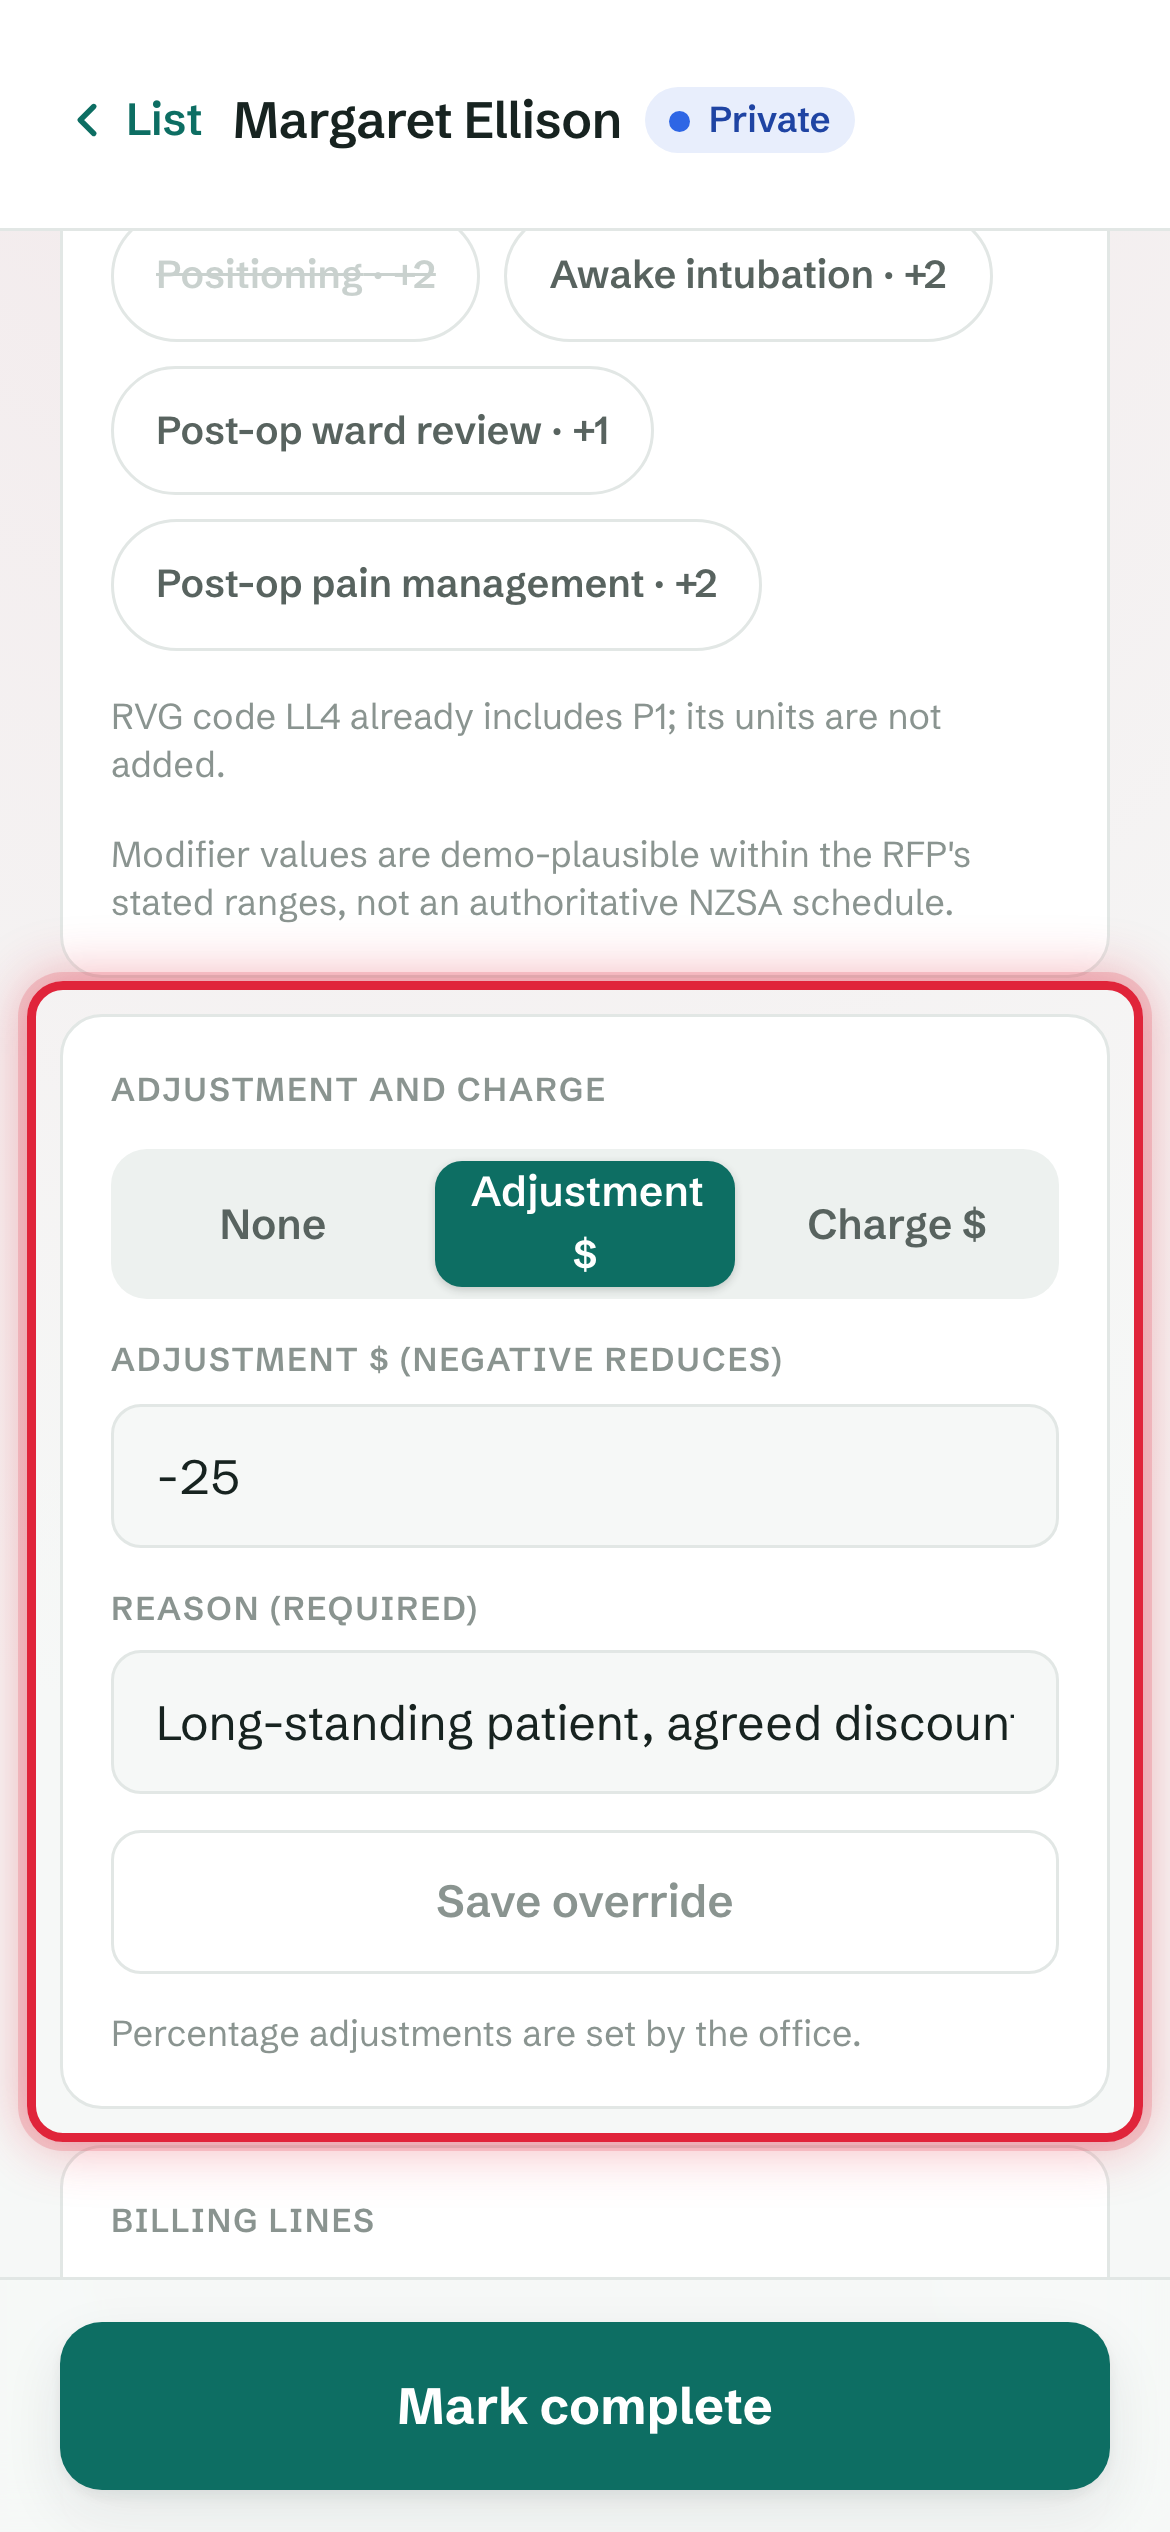 List Margaret Ellison Private
Positioning · +2 Awake intubation · +2
Post-op ward review · +1
Post-op pain management · +2
RVG code LL4 already includes P1; its units are not
added.
Modifier values are demo-plausible within the RFP's
stated ranges, not an authoritative NZSA schedule.
ADJUSTMENT AND CHARGE
None Adjustment $ Charge $
ADJUSTMENT $ (NEGATIVE REDUCES)
-25
REASON (REQUIRED)
Long-standing patient, agreed discount
Save override
Percentage adjustments are set by the office.
BILLING LINES
Mark complete